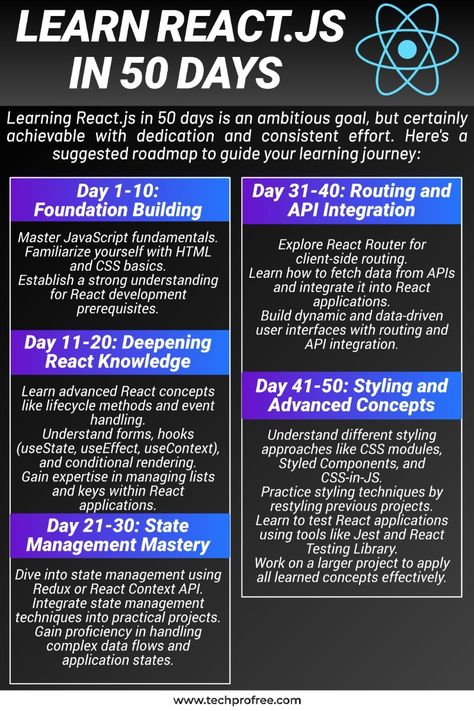 LEARN REACT.JS
IN 50 DAYS
Learning React.js in 50 days is an ambitious goal, but certainly
achievable with dedication and consistent effort. Here's a
suggested roadmap to guide your learning journey:
Day 1-10:
Foundation Building
Master JavaScript fundamentals.
Familiarize yourself with HTML
and CSS basics.
Establish a strong understanding
for React development
prerequisites.
Day 11-20: Deepening
React Knowledge
Learn advanced React concepts
like lifecycle methods and event
handling.
Understand forms, hooks
(useState, useEffect, useContext),
and conditional rendering.
Gain expertise in managing lists
and keys within React
applications.
Day 21-30: State
Management Mastery
Dive into state management using
Redux or React Context API.
Integrate state management
techniques into practical projects.
Gain proficiency in handling
complex data flows and
application states.
Day 31-40: Routing and
API Integration
Explore React Router for
client-side routing.
Learn how to fetch data from APIs
and integrate it into React
applications.
Build dynamic and data-driven
user interfaces with routing and
API integration.
Day 41-50: Styling and
Advanced Concepts
Understand different styling
approaches like CSS modules,
Styled Components, and
CSS-in-JS.
Practice styling techniques by
restyling previous projects.
Learn to test React applications
using tools like Jest and React
Testing Library.
Work on a larger project to apply
all learned concepts effectively.
www.techprofree.com